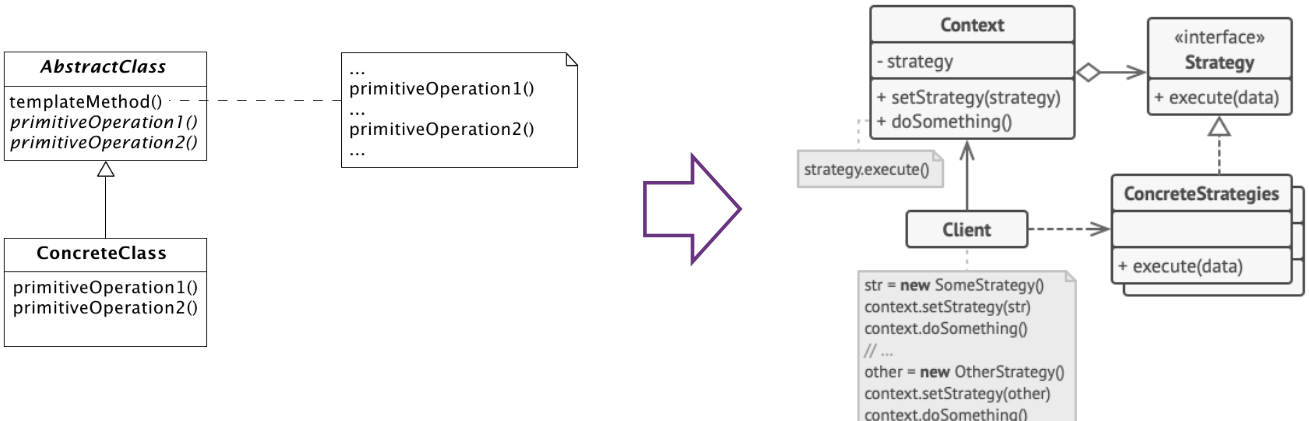 AbstractClass
templateMethod()
primitiveOperation1()
primitiveOperation2()
...
primitiveOperation1()
...
primitiveOperation2()
...
ConcreteClass
primitiveOperation1()
primitiveOperation2()
Context
- strategy
+ setStrategy(strategy)
+ doSomething()
«interface»
Strategy
+ execute(data)
strategy.execute()
Client
ConcreteStrategies
+ execute(data)
str = new SomeStrategy()
context.setStrategy(str)
context.doSomething()
// ...
other = new OtherStrategy()
context.setStrategy(other)
context.doSomething()